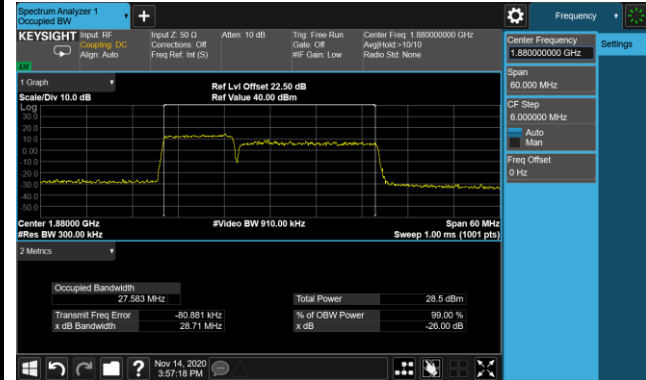 Spectrum Analyzer 1
Occupied BW
Frequency
KEYSIGHT
Input: RF
Coupling: DC
Align: Auto
Input Z: 50 Ω
Corrections: Off
Freq Ref: Int (S)
Atten: 10 dB
Trig: Free Run
Gate: Off
#IF Gain: Low
Center Freq: 1.880000000 GHz
Avg|Hold:>10/10
Radio Std: None
Center Frequency
1.880000000 GHz
Settings
Span
60.000 MHz
CF Step
6.000000 MHz
Auto
Man
Freq Offset
0 Hz
1 Graph
Scale/Div 10.0 dB
Ref Lvl Offset 22.50 dB
Ref Value 40.00 dBm
Log
30.0
20.0
10.0
0.00
-10.0
-20.0
-30.0
-40.0
-50.0
Center 1.88000 GHz
#Res BW 300.00 kHz
#Video BW 910.00 kHz
Span 60 MHz
Sweep 1.00 ms (1001 pts)
2 Metrics
Occupied Bandwidth
27.583 MHz
Transmit Freq Error -80.881 kHz
x dB Bandwidth 28.71 MHz
Total Power 28.5 dBm
% of OBW Power 99.00 %
x dB -26.00 dB
Nov 14, 2020
3:57:18 PM